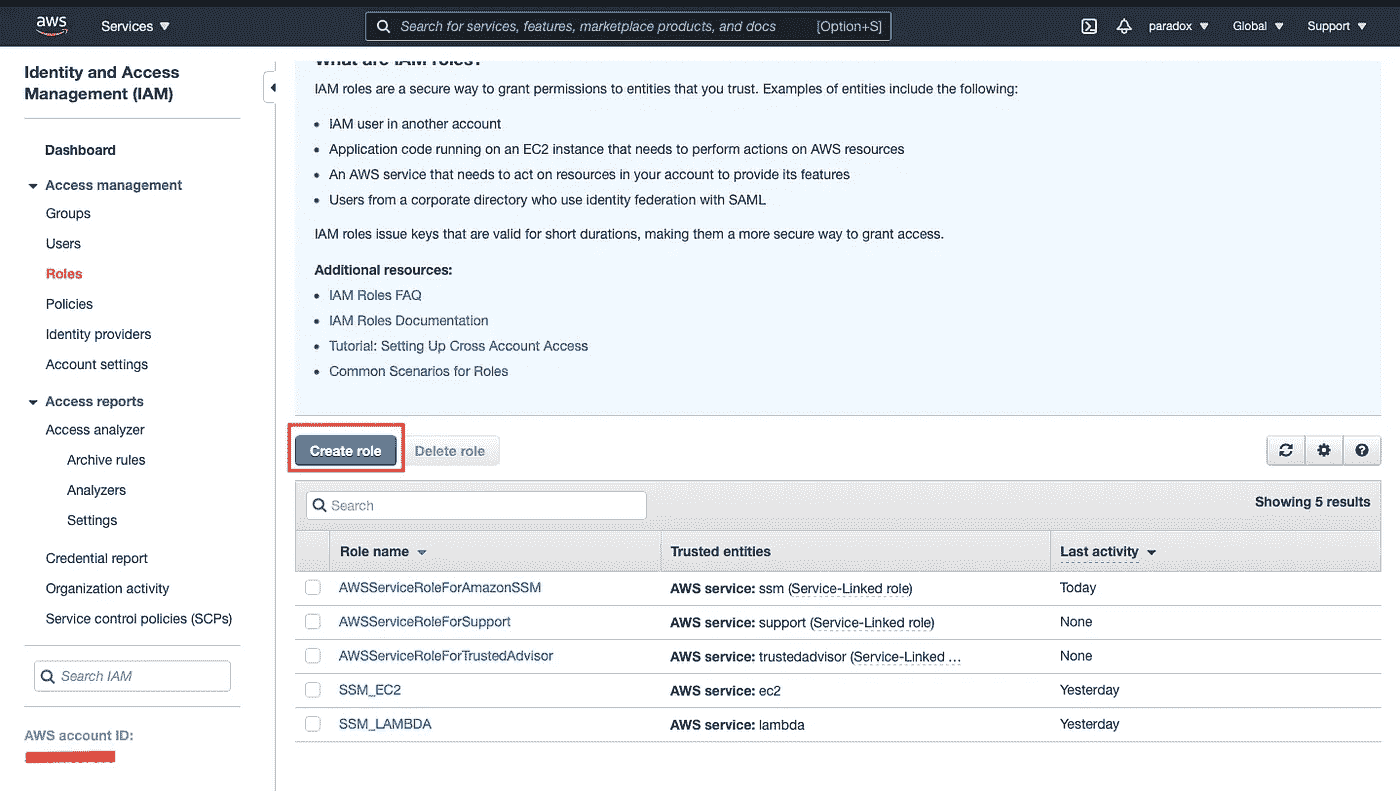 aws
Services
Search for services, features, marketplace products, and docs [Option+S]
paradox
Global
Support
Identity and Access
Management (IAM)
Dashboard
Access management
Groups
Users
Roles
Policies
Identity providers
Account settings
Access reports
Access analyzer
Archive rules
Analyzers
Settings
Credential report
Organization activity
Service control policies (SCPs)
Search IAM
AWS account ID:
What are IAM roles?
IAM roles are a secure way to grant permissions to entities that you trust. Examples of entities include the following:
IAM user in another account
Application code running on an EC2 instance that needs to perform actions on AWS resources
An AWS service that needs to act on resources in your account to provide its features
Users from a corporate directory who use identity federation with SAML
IAM roles issue keys that are valid for short durations, making them a more secure way to grant access.
Additional resources:
IAM Roles FAQ
IAM Roles Documentation
Tutorial: Setting Up Cross Account Access
Common Scenarios for Roles
Create role
Delete role
Search
Showing 5 results
Role name Trusted entities Last activity
AWSServiceRoleForAmazonSSM AWS service: ssm (Service-Linked role) Today
AWSServiceRoleForSupport AWS service: support (Service-Linked role) None
AWSServiceRoleForTrustedAdvisor AWS service: trustedadvisor (Service-Linked … None
SSM_EC2 AWS service: ec2 Yesterday
SSM_LAMBDA AWS service: lambda Yesterday